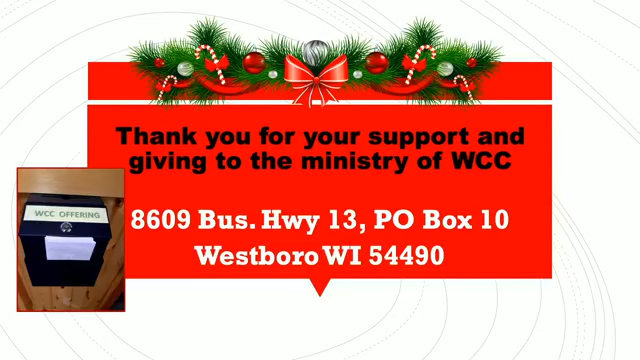 Thank you for your support and
giving to the ministry of WCC
WCC OFFERING
8609 Bus. Hwy 13, PO Box 10
Westboro WI 54490